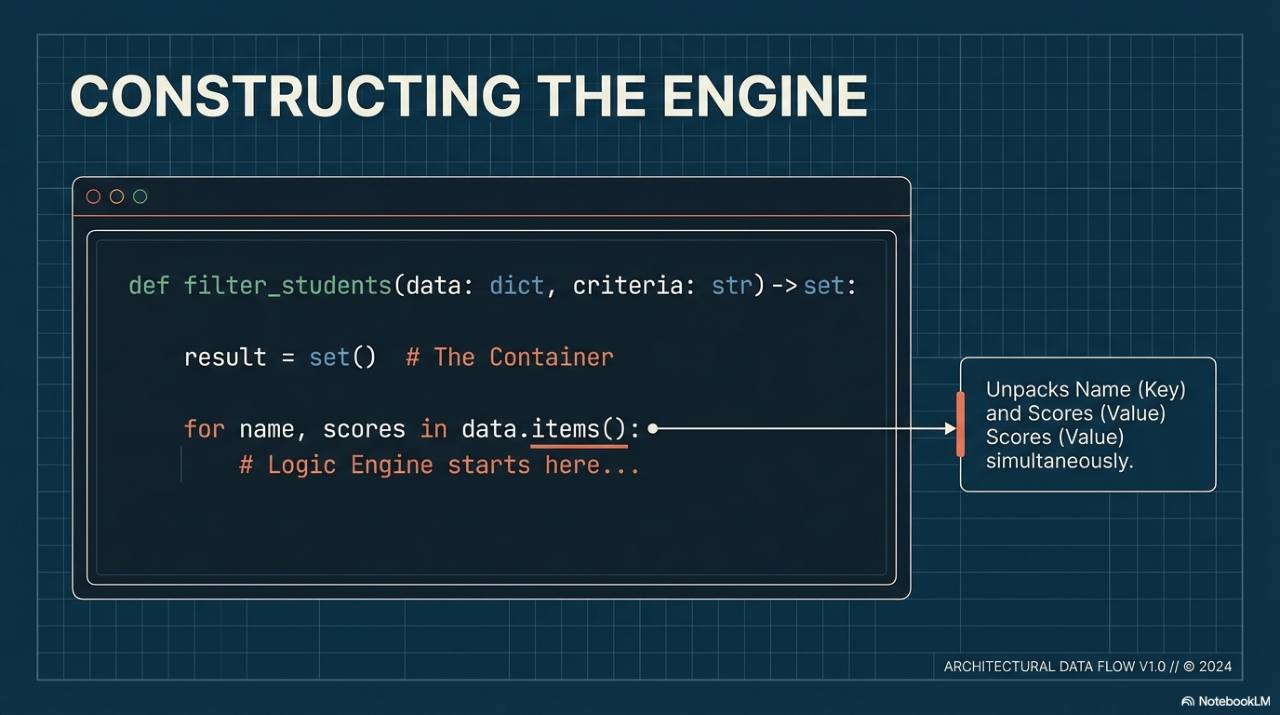 CONSTRUCTING THE ENGINE
def filter_students(data: dict, criteria: str) -> set:
result = set()  # The Container
for name, scores in data.items():
# Logic Engine starts here...
Unpacks Name (Key)
and Scores (Value)
Scores (Value)
simultaneously.
ARCHITECTURAL DATA FLOW V1.0 // © 2024
NotebookLM